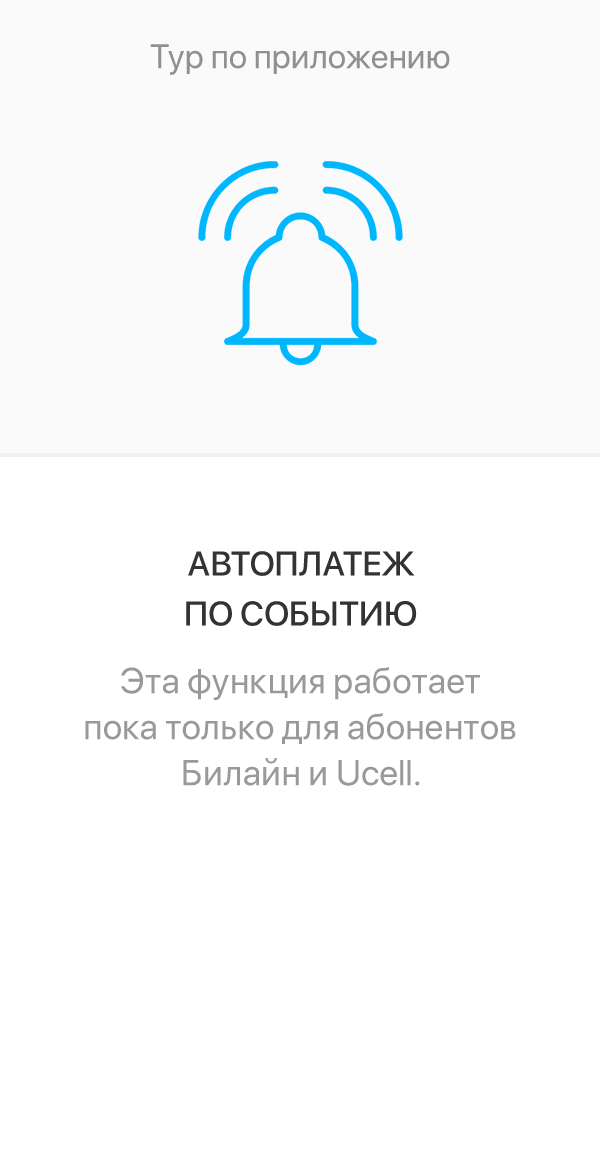 Тур по приложению
АВТОПЛАТЕЖ
ПО СОБЫТИЮ
Эта функция работает
пока только для абонентов
Билайн и Ucell.